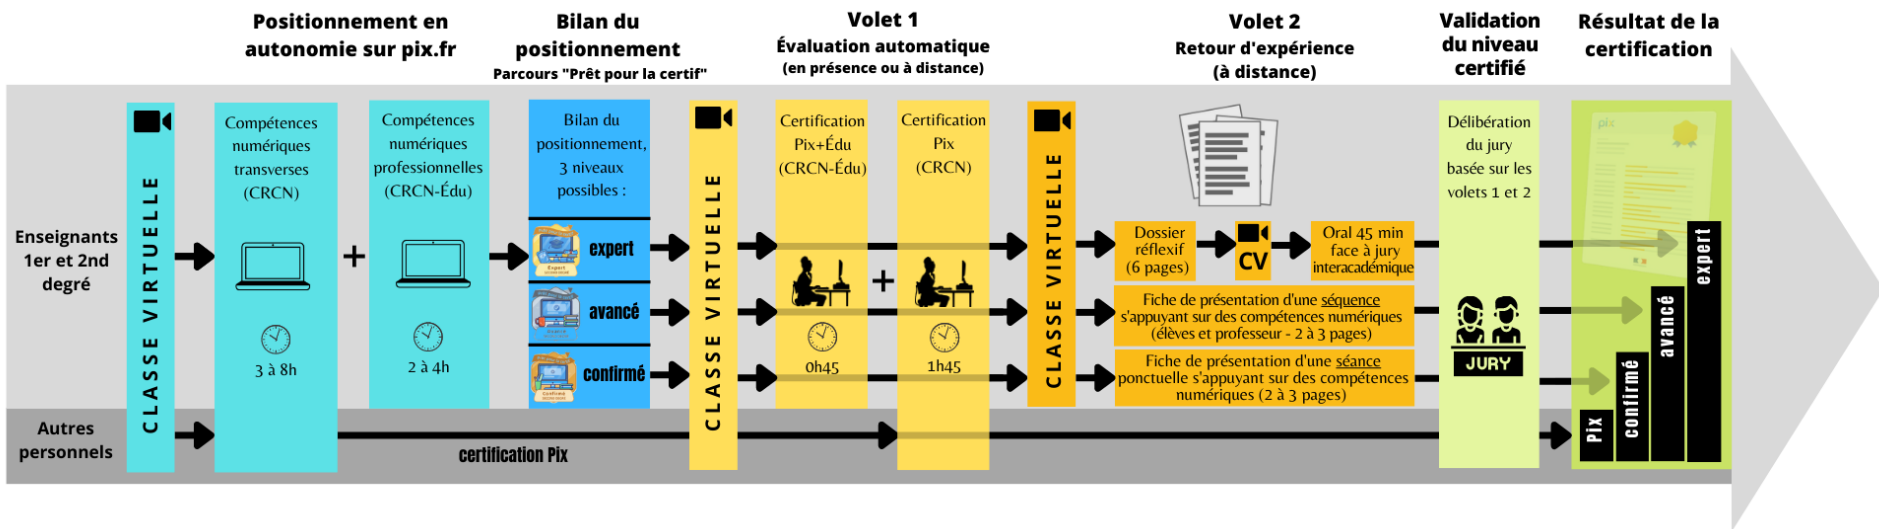 Positionnement en
autonomie sur pix.fr
Bilan du
positionnement
Parcours "Prêt pour la certif"
Volet 1
Évaluation automatique
(en présence ou à distance)
Volet 2
Retour d'expérience
(à distance)
Validation
du niveau
certifié
Résultat de la
certification
Enseignants
1er et 2nd
degré
Autres
personnels
CLASSE VIRTUELLE
Compétences
numériques
transverses
(CRCN)
3 à 8h
+
Compétences
numériques
professionnelles
(CRCN-Édu)
2 à 4h
Bilan du
positionnement,
3 niveaux
possibles :
Expert
expert
avancé
Confirmé
confirmé
certification Pix
CLASSE VIRTUELLE
Certification
Pix+Édu
(CRCN-Édu)
0h45
+
Certification
Pix
(CRCN)
1h45
CLASSE VIRTUELLE
Dossier
réflexif
(6 pages)
CV
Oral 45 min
face à jury
interacadémique
Fiche de présentation d'une séquence
s'appuyant sur des compétences numériques
(élèves et professeur - 2 à 3 pages)
Fiche de présentation d'une séance
ponctuelle s'appuyant sur des compétences
numériques (2 à 3 pages)
Délibération
du jury
basée sur les
volets 1 et 2
JURY
pix
Pix
confirmé
avancé
expert